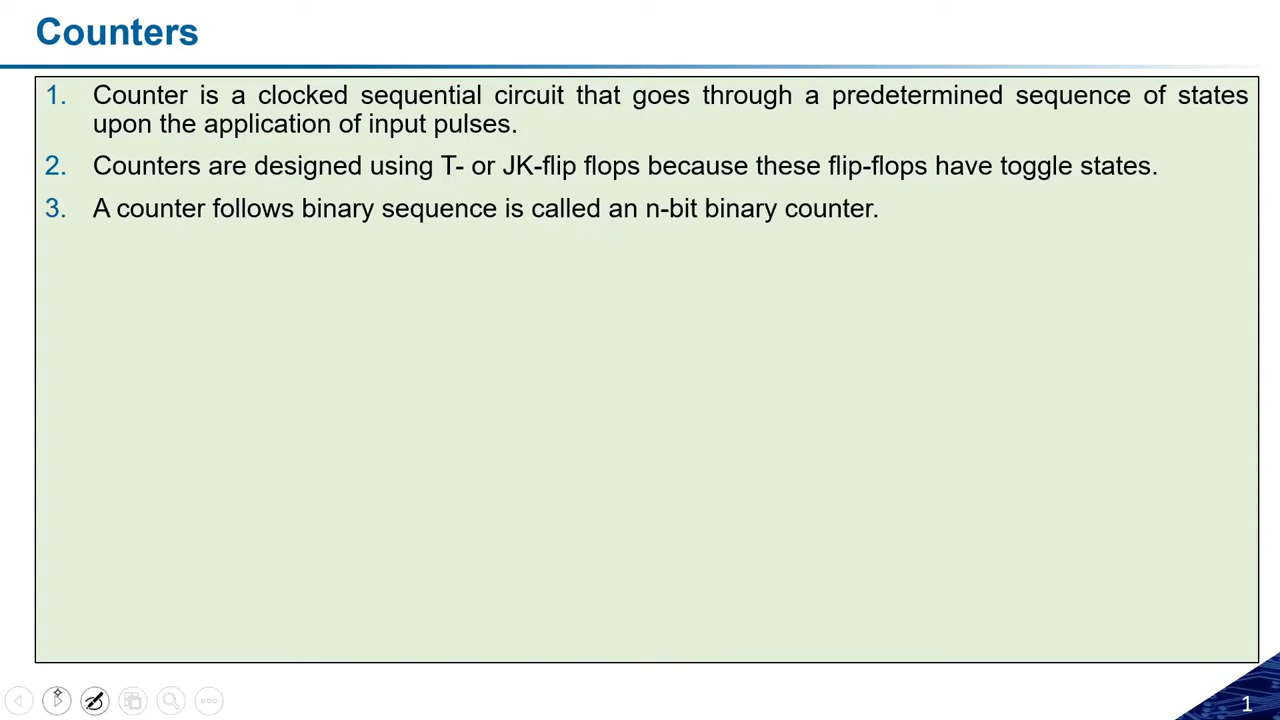 Counters
1. Counter is a clocked sequential circuit that goes through a predetermined sequence of states
upon the application of input pulses.
2. Counters are designed using T- or JK-flip flops because these flip-flops have toggle states.
3. A counter follows binary sequence is called an n-bit binary counter.
1